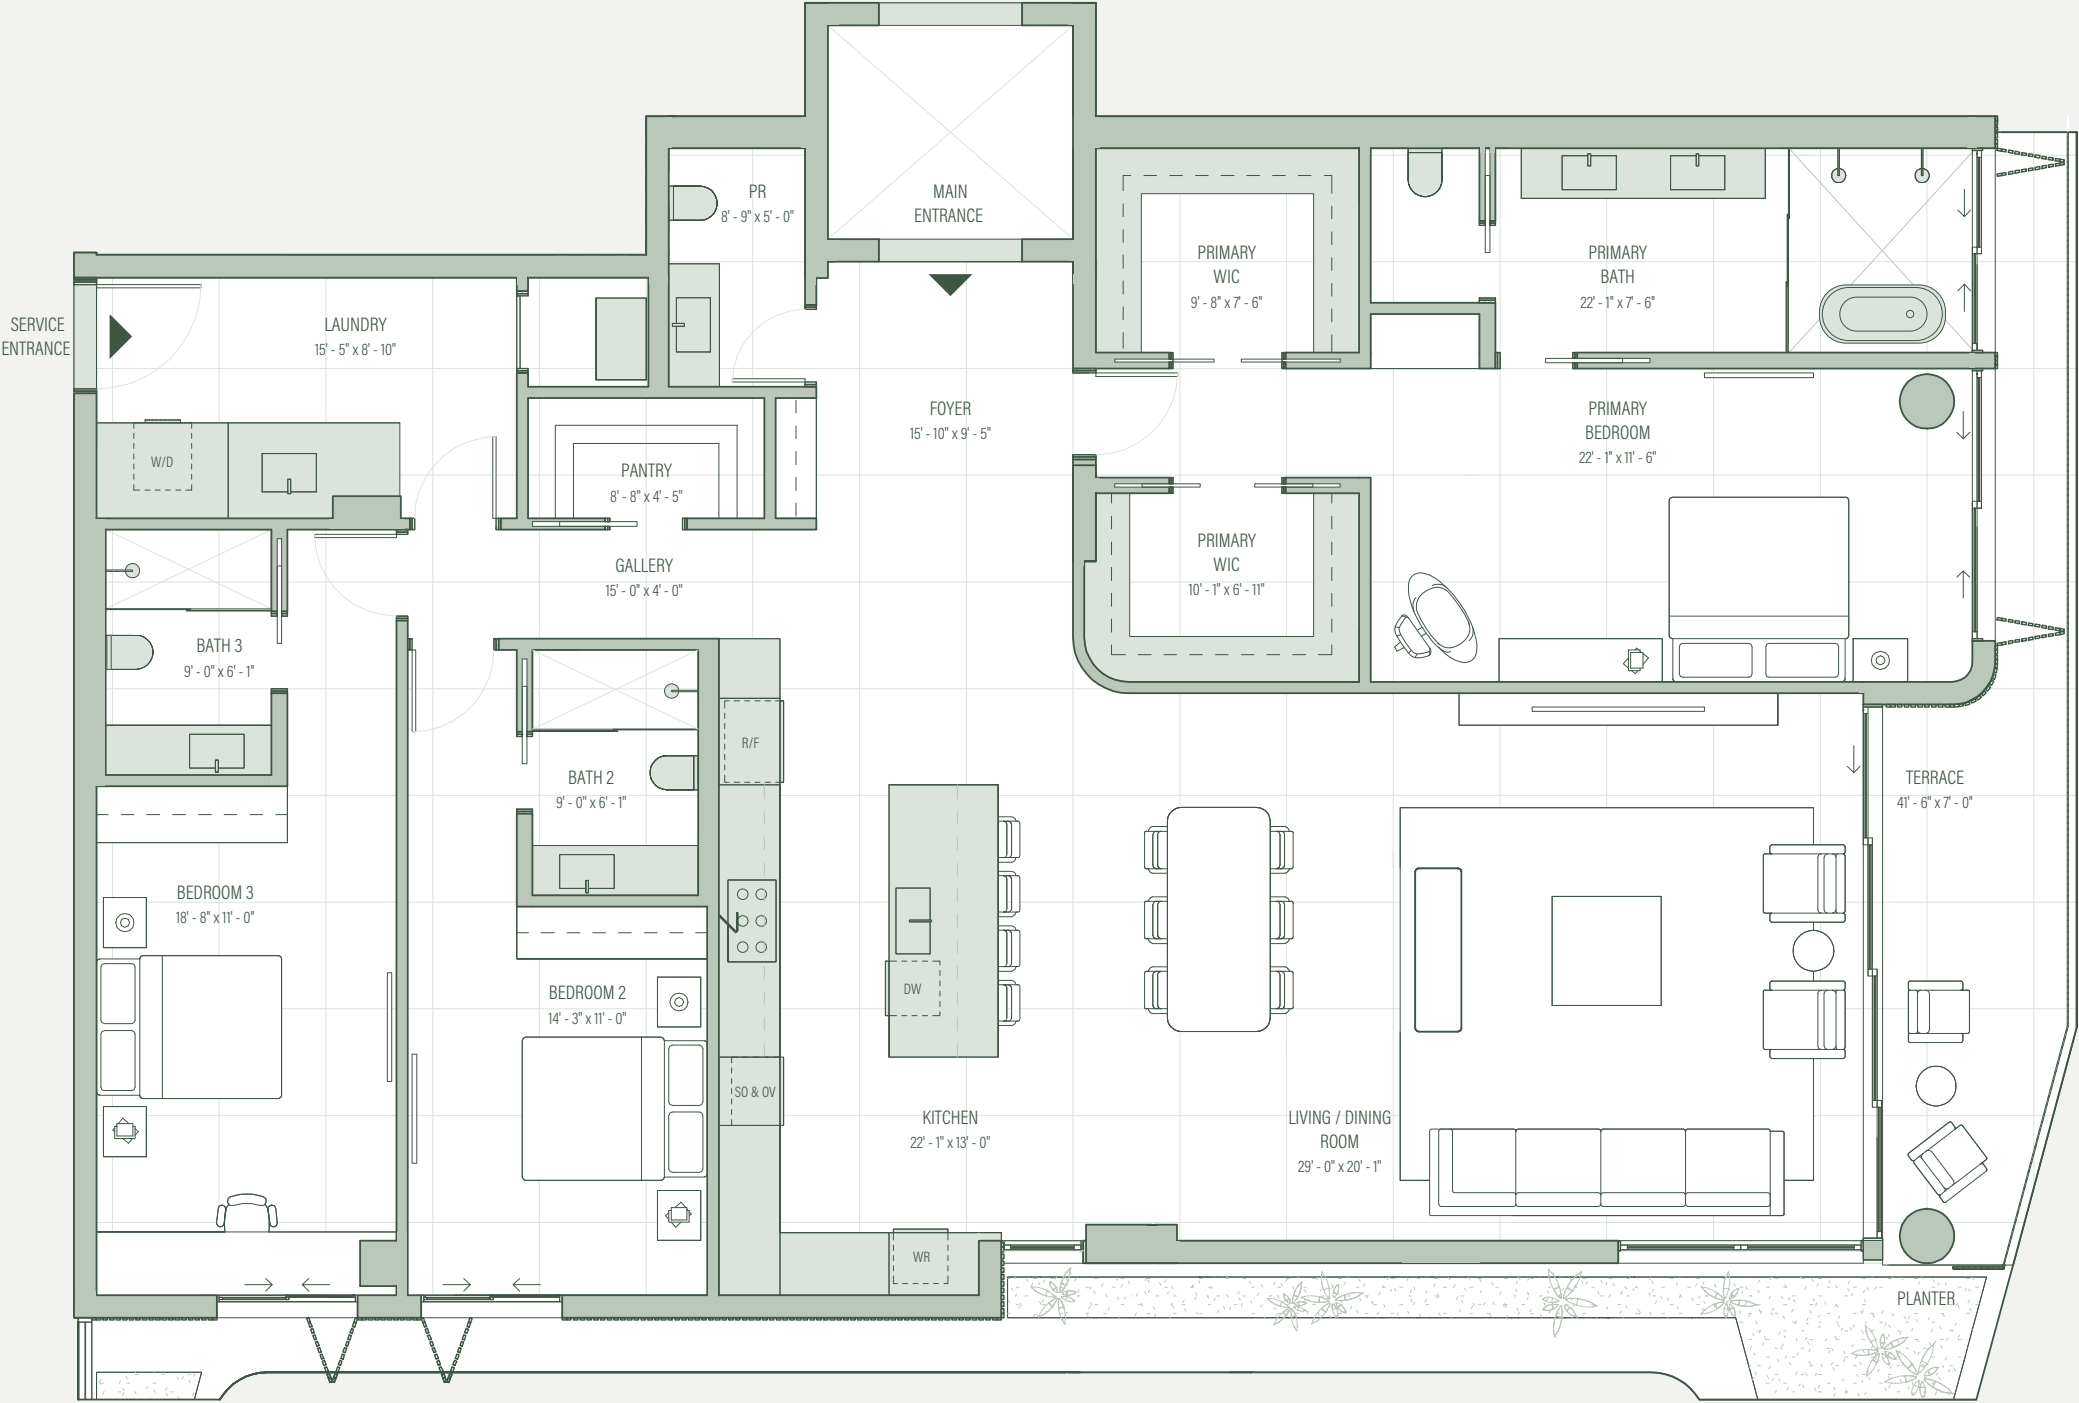 PR
8' - 9" x 5' - 0"
MAIN
ENTRANCE
PRIMARY
WIC
9' - 8" x 7' - 6"
PRIMARY
BATH
22' - 1" x 7' - 6"
SERVICE
ENTRANCE
LAUNDRY
15' - 5" x 8' - 10"
FOYER
15' - 10" x 9' - 5"
PRIMARY
BEDROOM
22' - 1" x 11' - 6"
W/D
PANTRY
8' - 8" x 4' - 5"
GALLERY
15' - 0" x 4' - 0"
PRIMARY
WIC
10' - 1" x 6' - 11"
BATH 3
9' - 0" x 6' - 1"
R/F
BATH 2
9' - 0" x 6' - 1"
TERRACE
41' - 6" x 7' - 0"
BEDROOM 3
18' - 8" x 11' - 0"
BEDROOM 2
14' - 3" x 11' - 0"
DW
SO & OV
KITCHEN
22' - 1" x 13' - 0"
LIVING / DINING
ROOM
29' - 0" x 20' - 1"
WR
PLANTER